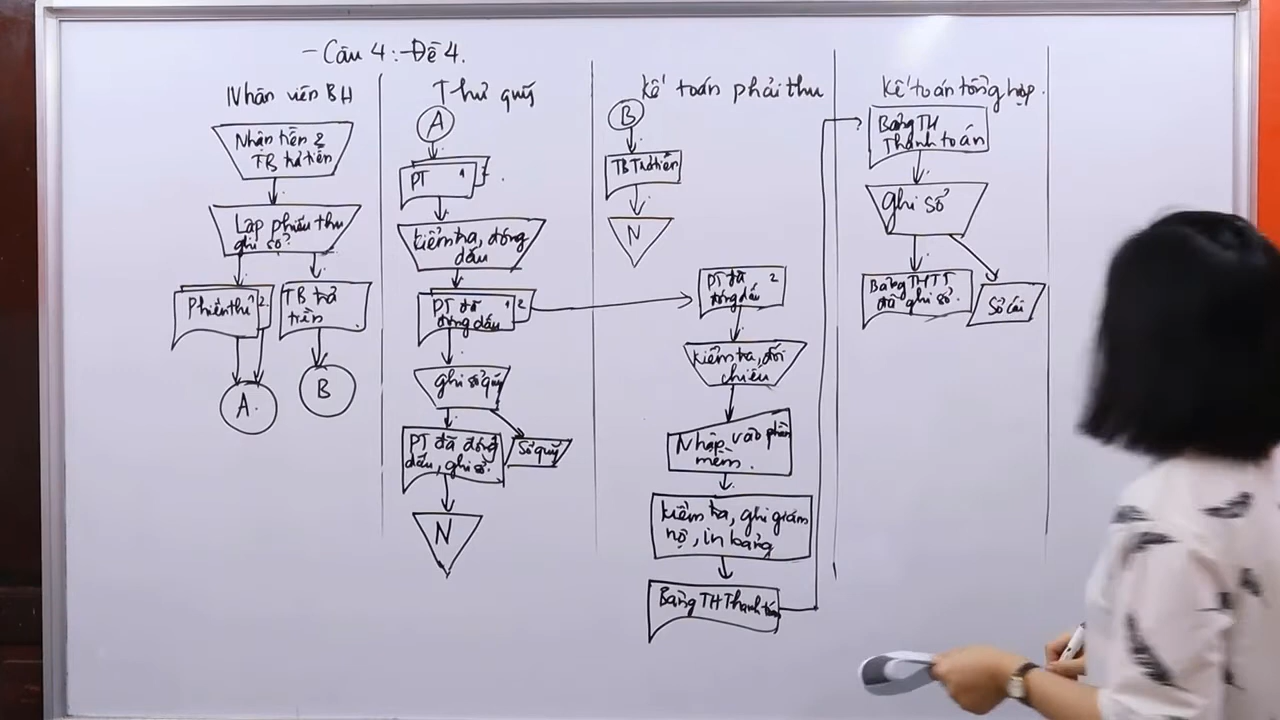 - Câu 4: Đề 4.
Nhân viên BH
Nhận tiền &
TB trả tiền
Lập phiếu thu
ghi sổ?
Phiếu thu 2
TB trả
tiền
A
B
Thủ quỹ
A
PT 1 2
kiểm tra, đóng
dấu
PT đã 1 2
đóng dấu
ghi sổ quỹ
PT đã đóng
dấu, ghi sổ.
Sổ quỹ
N
kế toán phải thu
B
TB Trả tiền
N
PT đã 2
đóng dấu
kiểm tra, đối
chiếu
Nhập vào phần
mềm.
kiểm tra, ghi giảm
nợ, in bảng
Bảng TH Thanh toán
kế toán tổng hợp.
Bảng TH
Thanh toán
Ghi sổ
Bảng THTT
đã ghi sổ.
Sổ cái